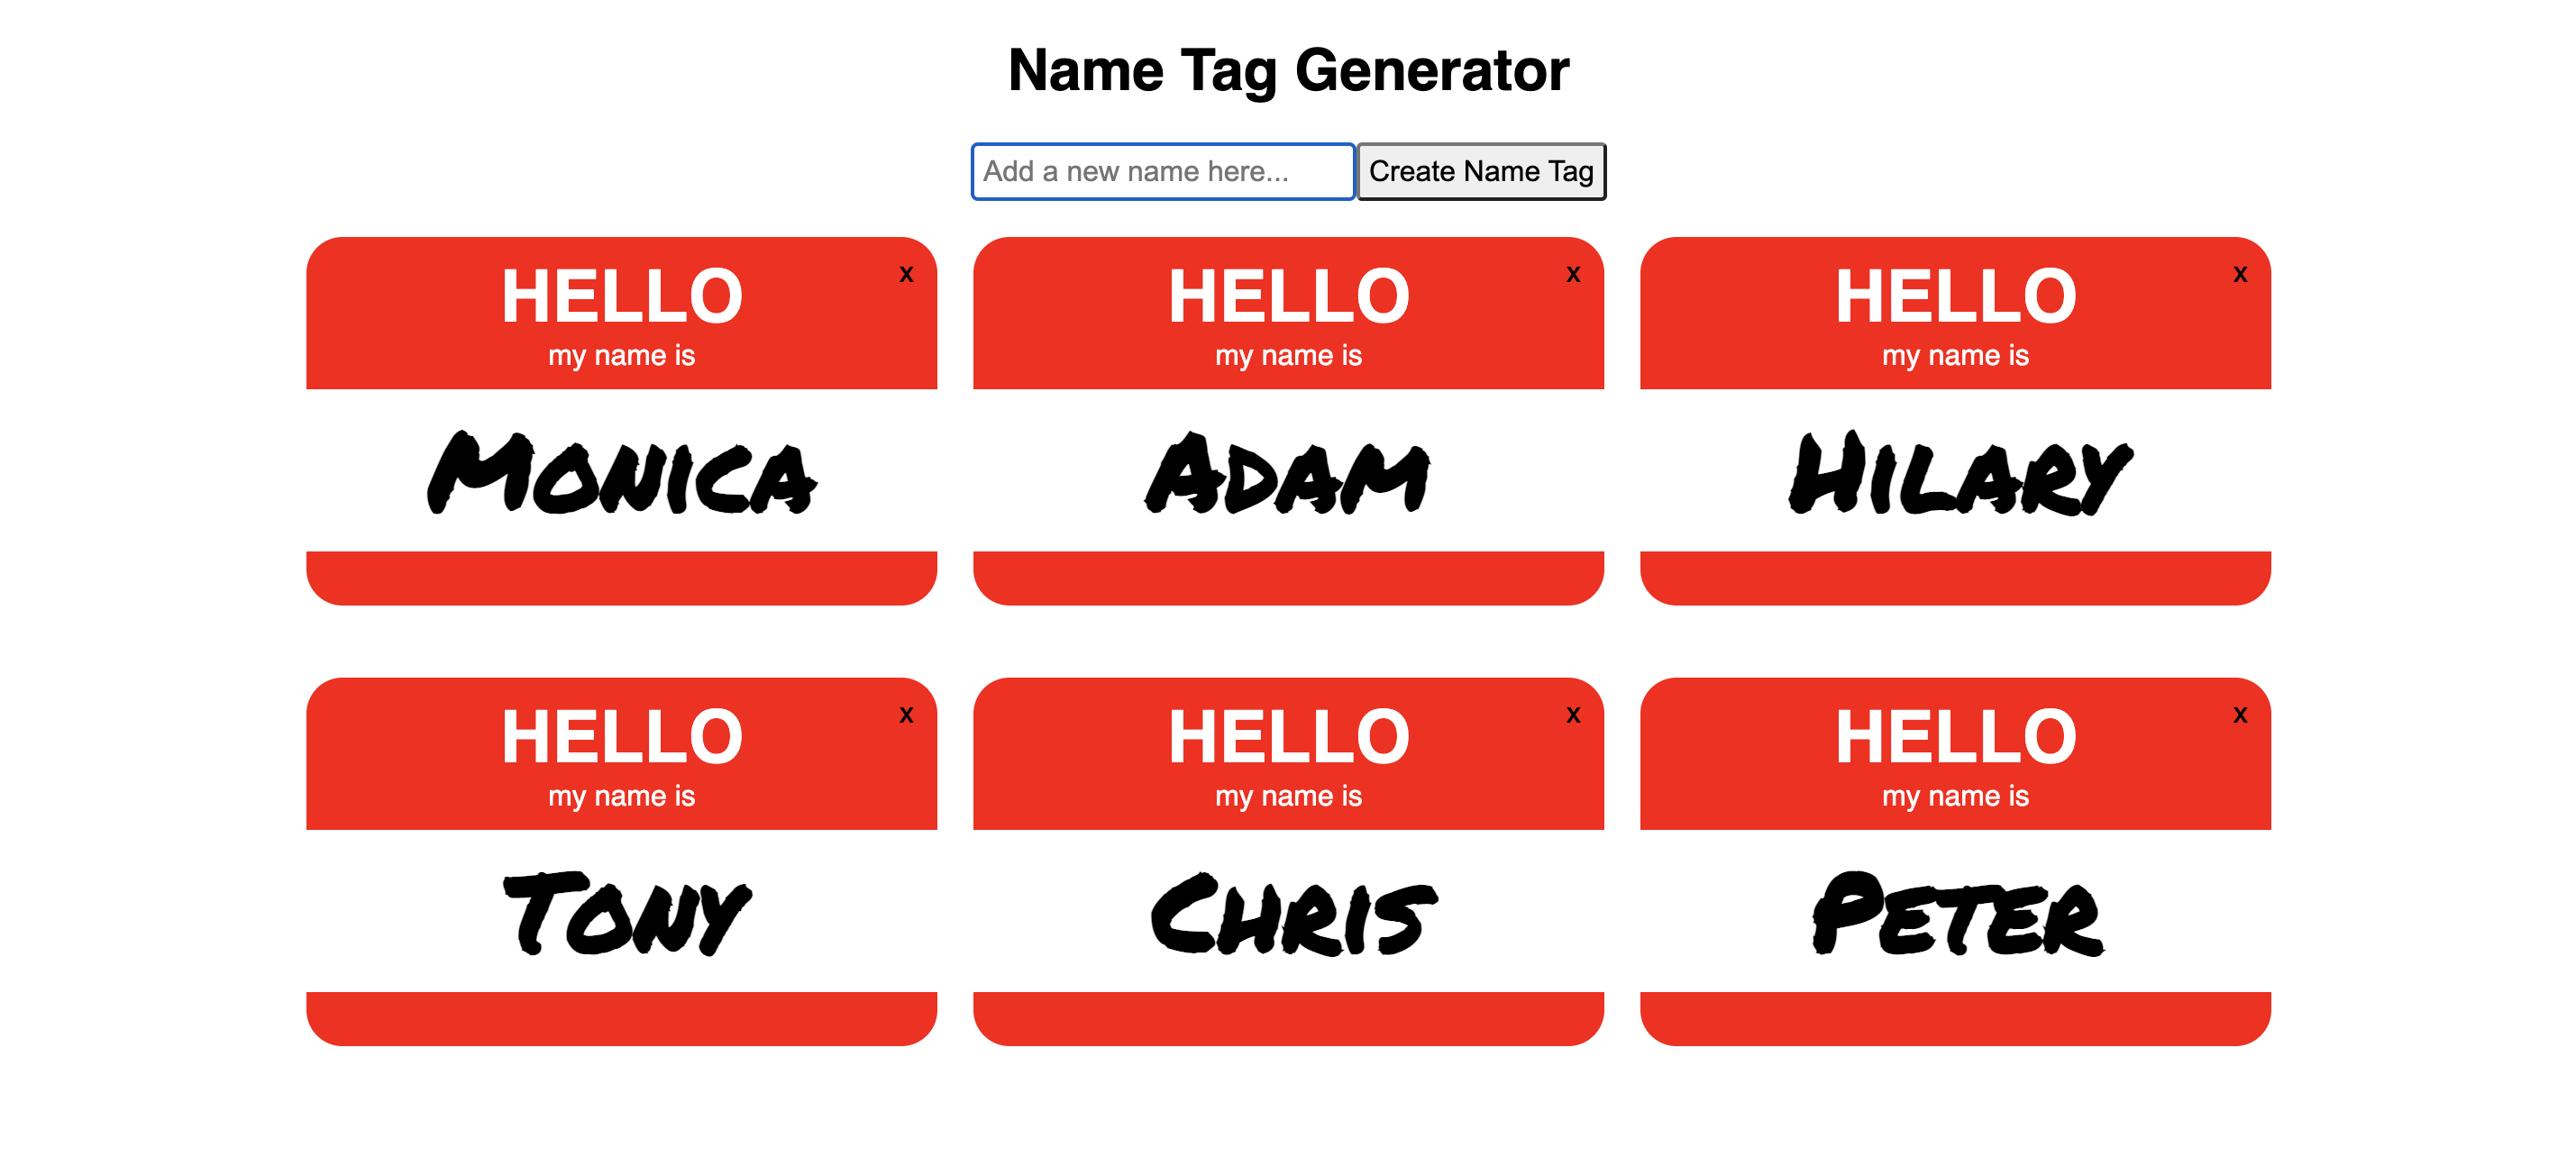 Name Tag Generator
Add a new name here... Create Name Tag
HELLO x
my name is
Monica
HELLO x
my name is
Adam
HELLO x
my name is
Hilary
HELLO x
my name is
Tony
HELLO x
my name is
Chris
HELLO x
my name is
Peter